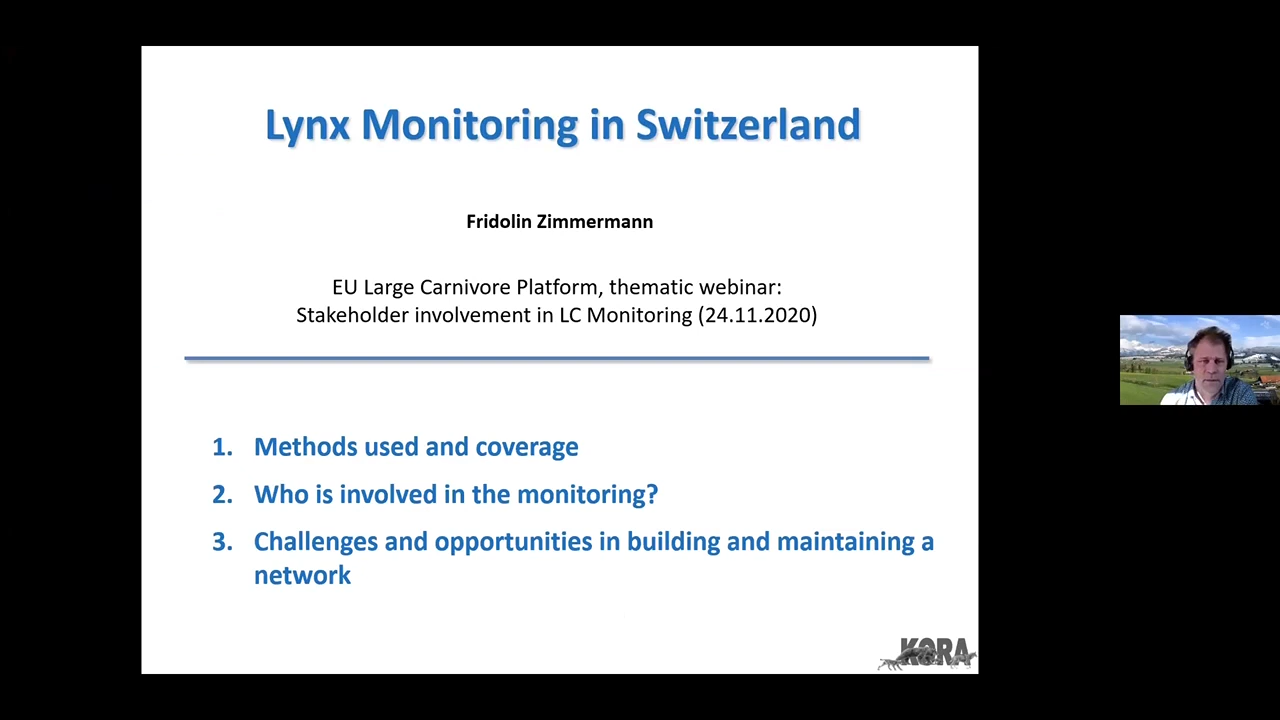 Lynx Monitoring in Switzerland
Fridolin Zimmermann
EU Large Carnivore Platform, thematic webinar:
Stakeholder involvement in LC Monitoring (24.11.2020)
1. Methods used and coverage
2. Who is involved in the monitoring?
3. Challenges and opportunities in building and maintaining a
network
KORA